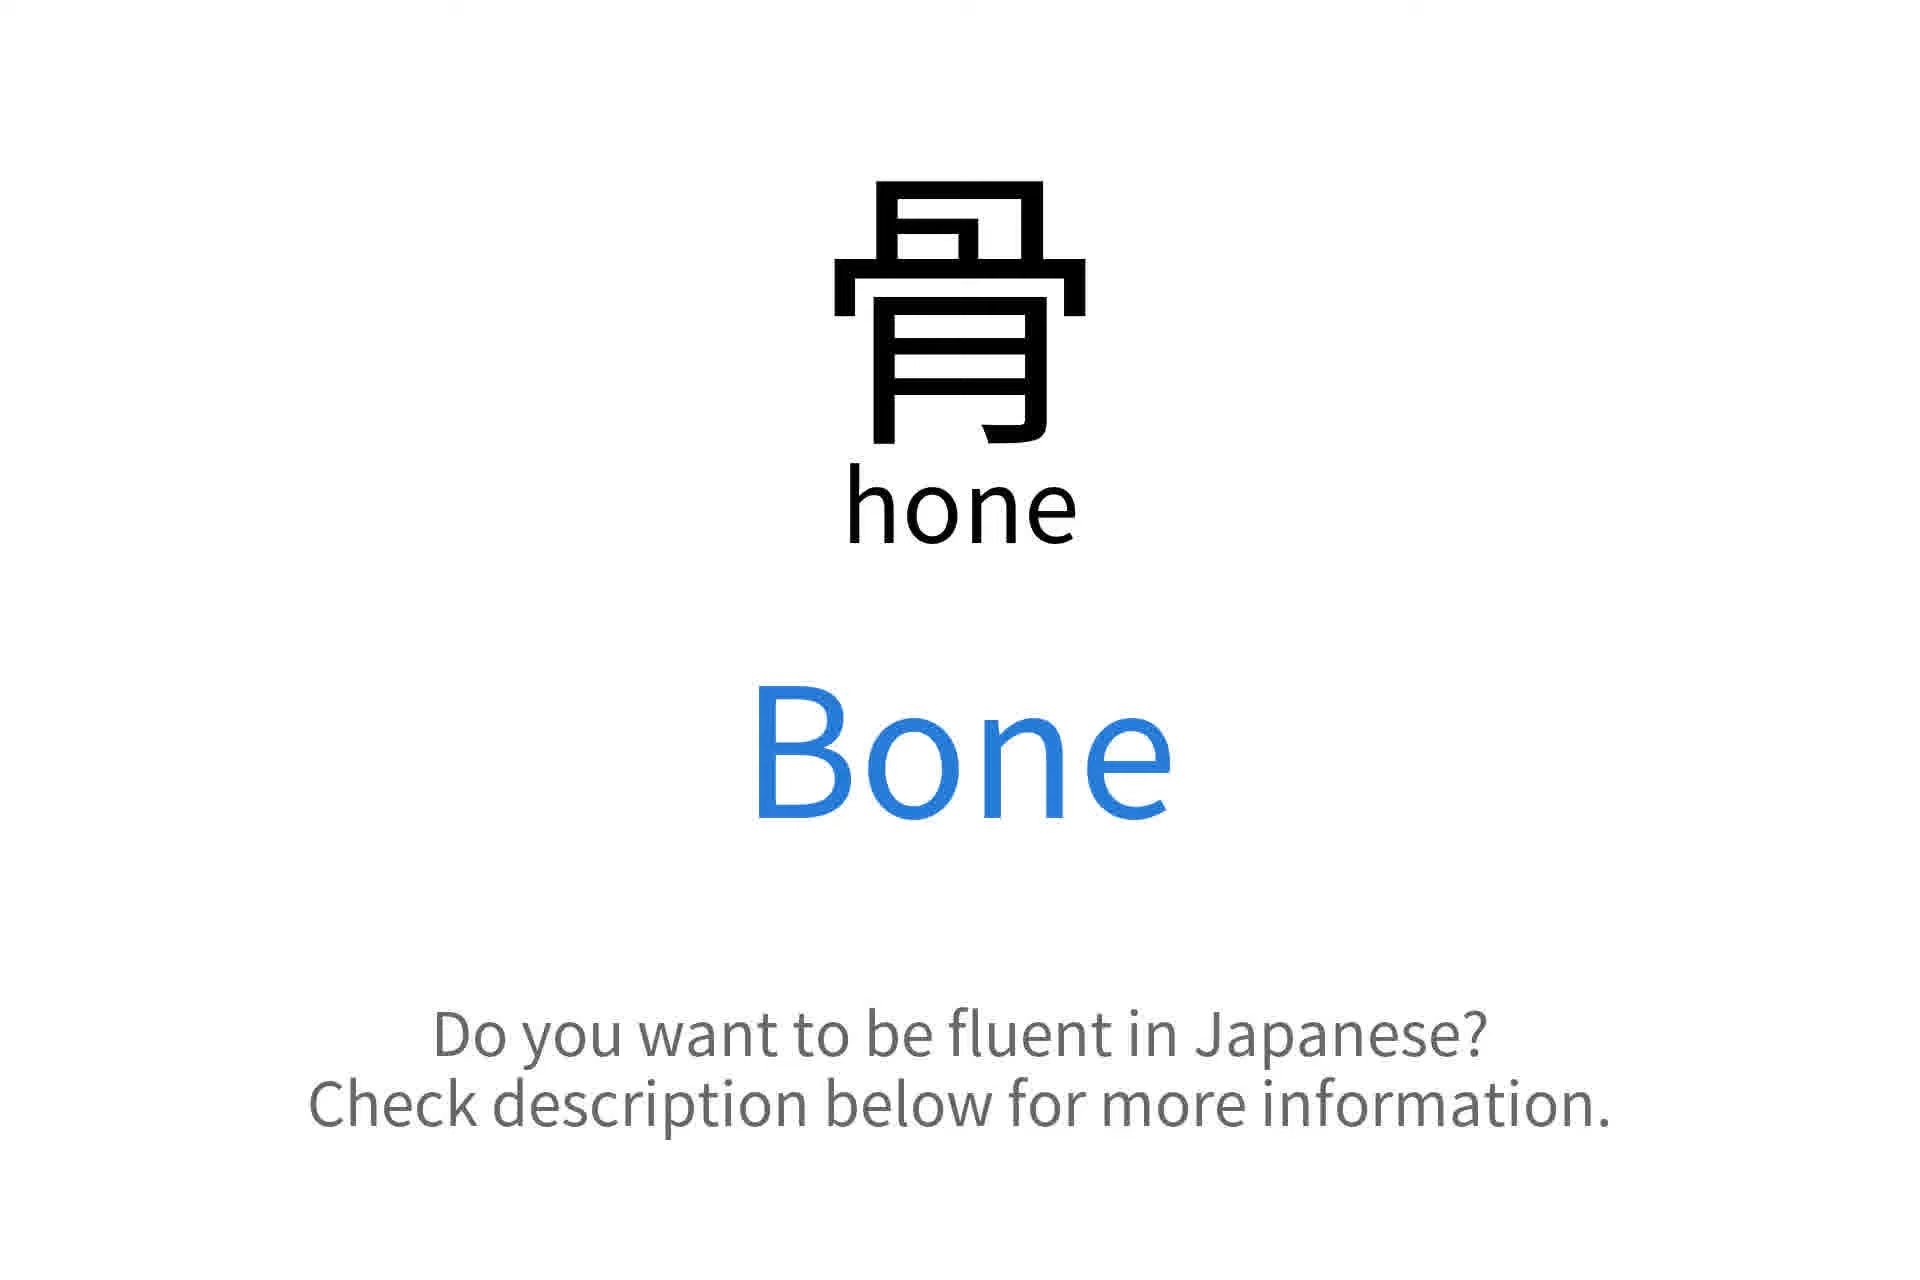 骨
hone
Bone
Do you want to be fluent in Japanese?
Check description below for more information.